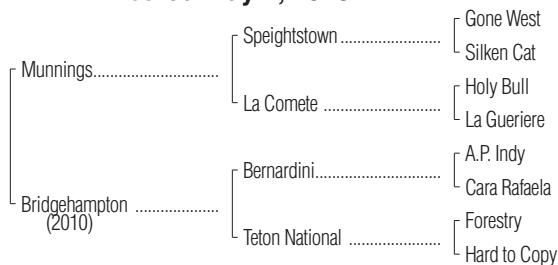 Gone West
Speightstown
Silken Cat
Munnings
Holy Bull
La Comete
La Gueriere
A.P. Indy
Bernardini
Cara Rafaela
Bridgehampton
(2010)
Forestry
Teton National
Hard to Copy